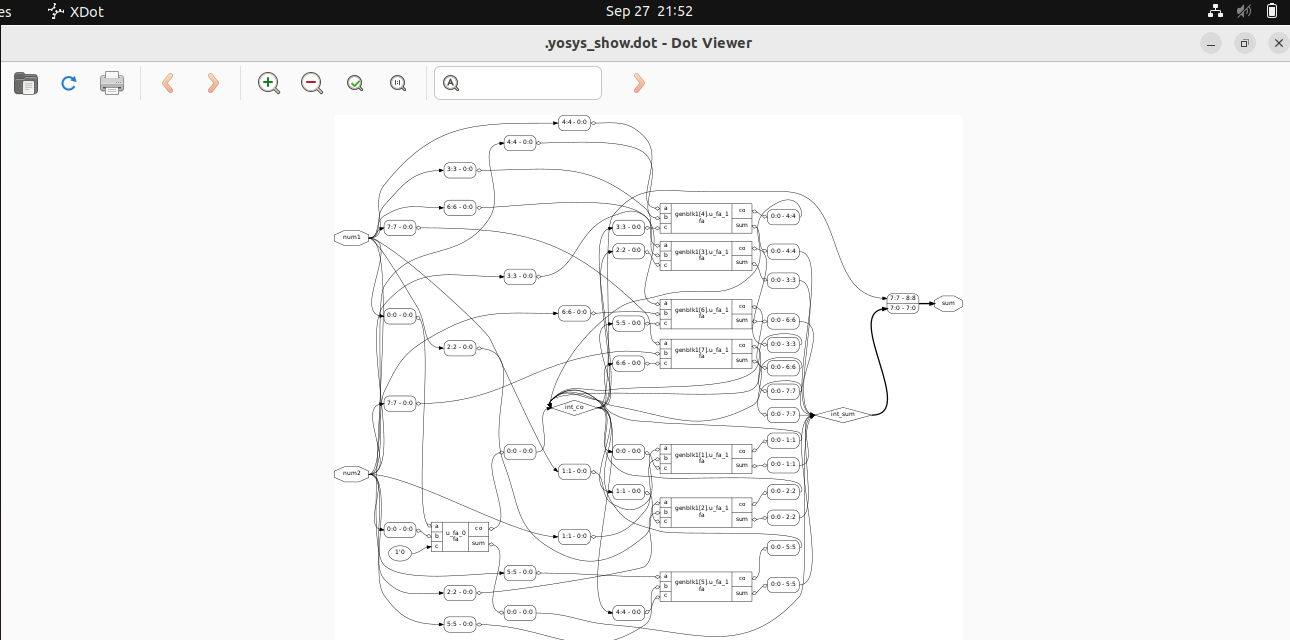 es XDot Sep 27 21:52
.yosys_show.dot - Dot Viewer
4:4 - 0:0
4:4 - 0:0
3:3 - 0:0
6:6 - 0:0
7:7 - 0:0
num1
3:3 - 0:0
0:0 - 0:0
6:6 - 0:0
2:2 - 0:0
7:7 - 0:0
int_co
0:0 - 0:0
1:1 - 0:0
num2
0:0 - 0:0
1'0
a
b
c
u_fa_0
fa
co
sum
1:1 - 0:0
5:5 - 0:0
2:2 - 0:0
0:0 - 0:0
5:5 - 0:0
3:3 - 0:0
2:2 - 0:0
a
b
c
genblk1[4].u_fa_1
fa
co
sum
0:0 - 4:4
a
b
c
genblk1[3].u_fa_1
fa
co
sum
0:0 - 4:4
0:0 - 3:3
5:5 - 0:0
a
b
c
genblk1[6].u_fa_1
fa
co
sum
0:0 - 6:6
0:0 - 3:3
6:6 - 0:0
a
b
c
genblk1[7].u_fa_1
fa
co
sum
0:0 - 6:6
0:0 - 7:7
0:0 - 7:7
0:0 - 0:0
a
b
c
genblk1[1].u_fa_1
fa
co
sum
0:0 - 1:1
0:0 - 1:1
1:1 - 0:0
a
b
c
genblk1[2].u_fa_1
fa
co
sum
0:0 - 2:2
0:0 - 2:2
4:4 - 0:0
a
b
c
genblk1[5].u_fa_1
fa
co
sum
0:0 - 5:5
0:0 - 5:5
int_sum
7:7 - 8:8
7:0 - 7:0
sum